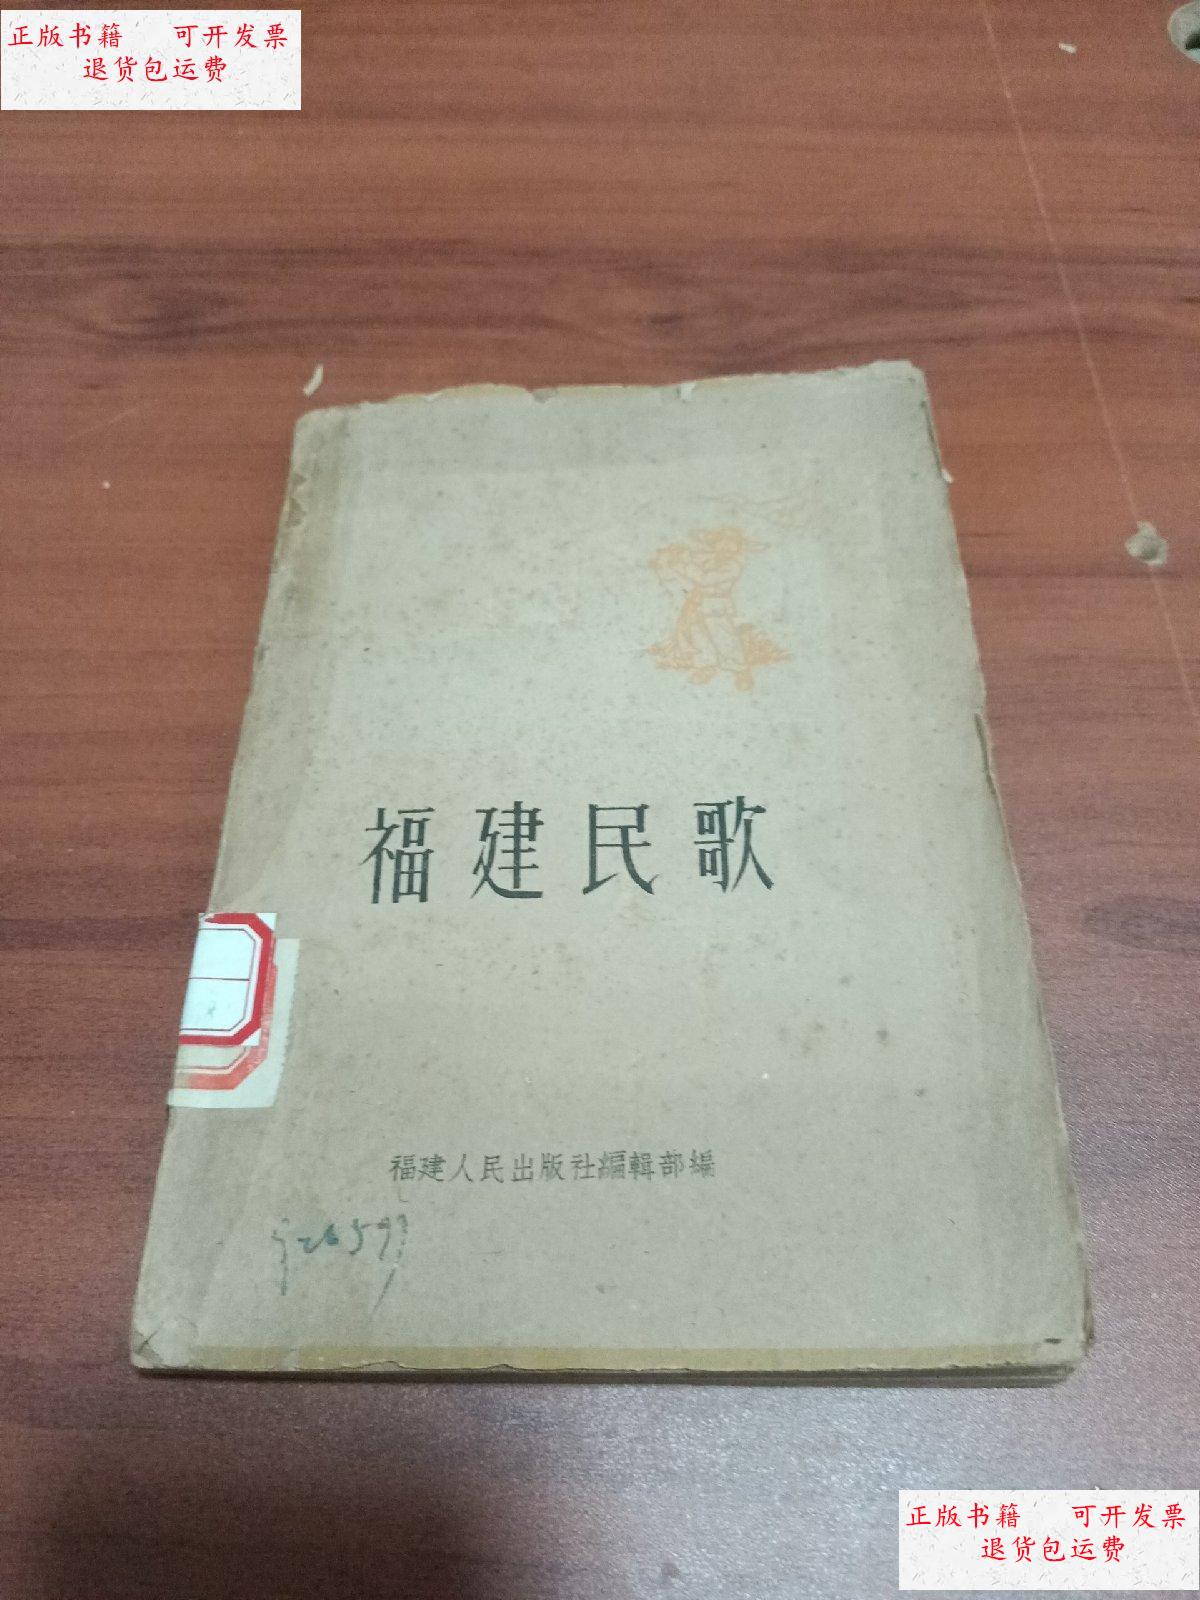 正版书籍 可开发票
退货包运费
福建民歌
福建人民出版社編輯部編
正版书籍 可开发票
退货包运费